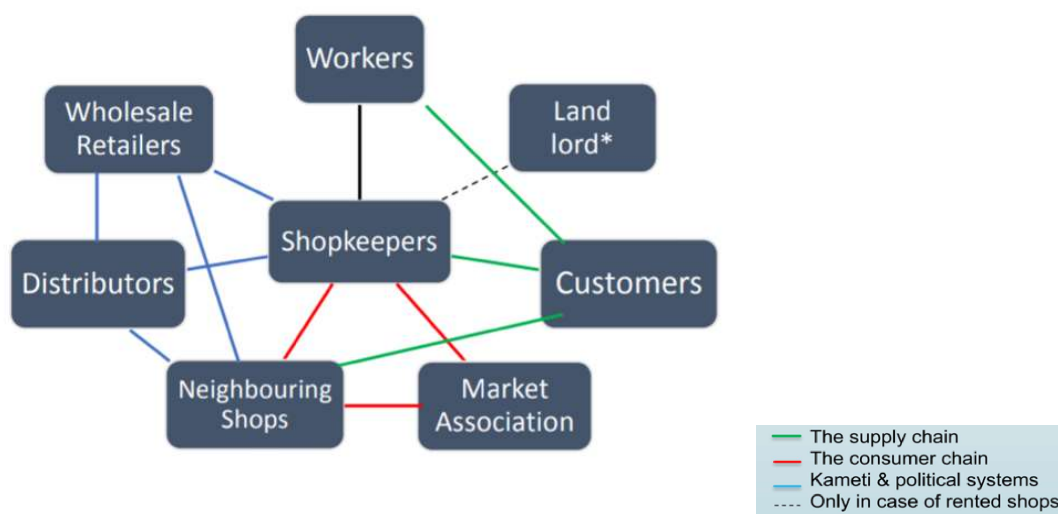 Workers
Wholesale
Retailers
Land
lord*
Shopkeepers
Distributors
Customers
Neighbouring
Shops
Market
Association
The supply chain
The consumer chain
Kameti & political systems
Only in case of rented shops